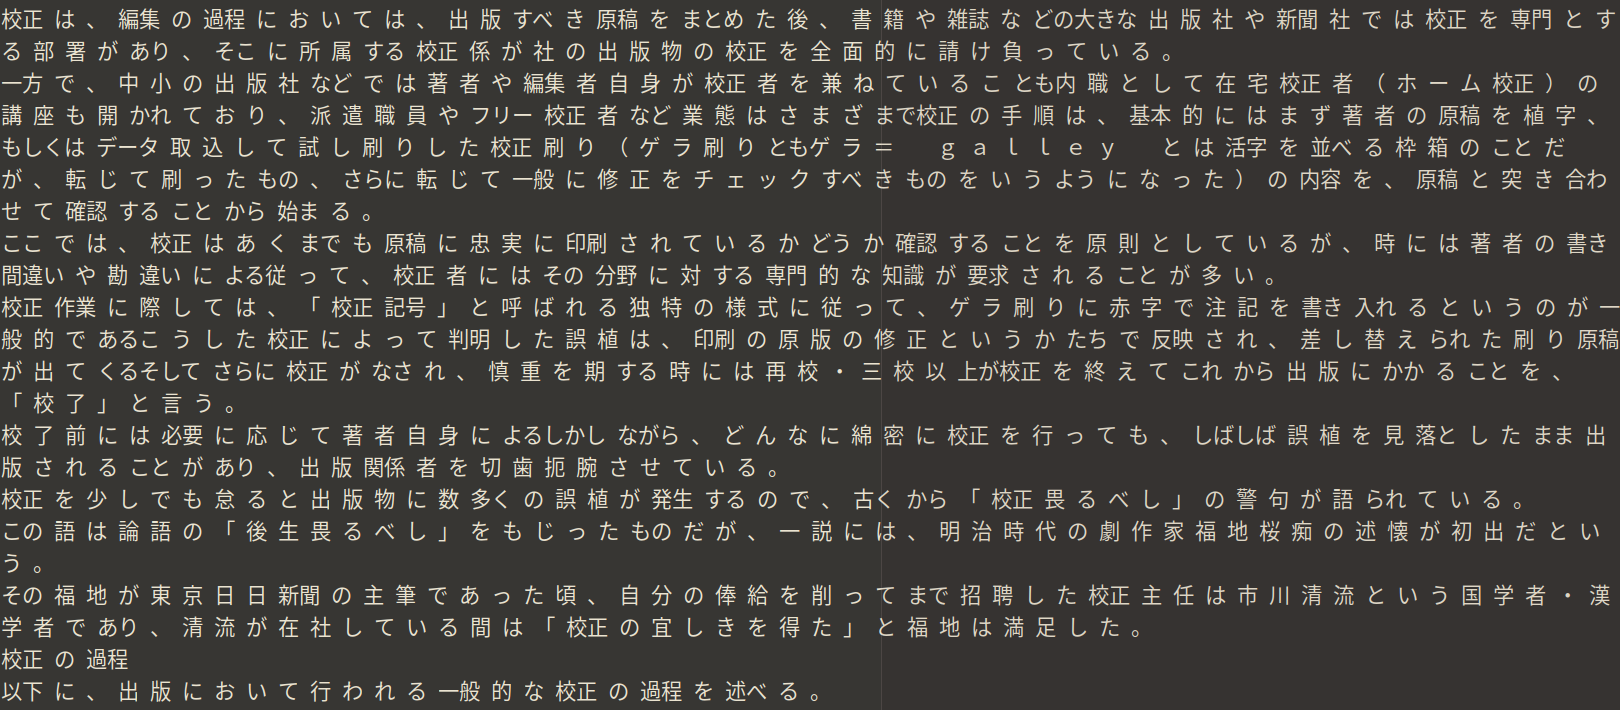 校正 は 、 編集 の 過程 に お い て は 、 出 版 すべ き 原稿 を まとめ た 後 、 書 籍 や 雑誌 な どの大きな 出 版 社 や 新聞 社 で は 校正 を 専門 と す
る 部 署 が あり 、 そこ に 所 属 する 校正 係 が 社 の 出 版 物 の 校正 を 全 面 的 に 請 け 負 っ て い る 。
一方 で 、 中 小 の 出 版 社 など で は 著 者 や 編集 者 自 身 が 校正 者 を 兼 ね て い る こ とも内 職 と し て 在 宅 校正 者 （ ホ ー ム 校正 ） の
講 座 も 開 かれ て お り 、 派 遣 職 員 や フリー 校正 者 など 業 態 は さ ま ざ まで校正 の 手 順 は 、 基本 的 に は ま ず 著 者 の 原稿 を 植 字 、
もしくは データ 取 込 し て 試 し 刷 り し た 校正 刷 り （ ゲ ラ 刷 り ともゲ ラ ＝ 　 ｇ ａ ｌ ｌ ｅ ｙ 　 と は 活字 を 並べ る 枠 箱 の こと だ
が 、 転 じ て 刷 っ た もの 、 さらに 転 じ て 一般 に 修 正 を チ ェ ッ ク すべ き もの を い う よう に な っ た ） の 内容 を 、 原稿 と 突 き 合わ
せ て 確認 する こと から 始ま る 。
ここ で は 、 校正 は あ く まで も 原稿 に 忠 実 に 印刷 さ れ て い る か どう か 確認 する こと を 原 則 と し て い る が 、 時 に は 著 者 の 書き
間違い や 勘 違い に よる従 っ て 、 校正 者 に は その 分野 に 対 する 専門 的 な 知識 が 要求 さ れ る こと が 多 い 。
校正 作業 に 際 し て は 、 「 校正 記号 」 と 呼 ば れ る 独 特 の 様 式 に 従 っ て 、 ゲ ラ 刷 り に 赤 字 で 注 記 を 書き 入れ る と い う の が 一
般 的 で あるこ う し た 校正 に よ っ て 判明 し た 誤 植 は 、 印刷 の 原 版 の 修 正 と い う か たち で 反映 さ れ 、 差 し 替 え られ た 刷 り 原稿
が 出 て くるそして さらに 校正 が なさ れ 、 慎 重 を 期 する 時 に は 再 校 ・ 三 校 以 上が校正 を 終 え て これ から 出 版 に かか る こと を 、
「 校 了 」 と 言 う 。
校 了 前 に は 必要 に 応 じ て 著 者 自 身 に よるしかし ながら 、 ど ん な に 綿 密 に 校正 を 行 っ て も 、 しばしば 誤 植 を 見 落と し た まま 出
版 さ れ る こと が あり 、 出 版 関係 者 を 切 歯 扼 腕 さ せ て い る 。
校正 を 少 し で も 怠 る と 出 版 物 に 数 多く の 誤 植 が 発生 する の で 、 古く から 「 校正 畏 る べ し 」 の 警 句 が 語 られ て い る 。
この 語 は 論 語 の 「 後 生 畏 る べ し 」 を も じ っ た もの だ が 、 一 説 に は 、 明 治 時 代 の 劇 作 家 福 地 桜 痴 の 述 懐 が 初 出 だ と い
う 。
その 福 地 が 東 京 日 日 新聞 の 主 筆 で あ っ た 頃 、 自 分 の 俸 給 を 削 っ て まで 招 聘 し た 校正 主 任 は 市 川 清 流 と い う 国 学 者 ・ 漢
学 者 で あり 、 清 流 が 在 社 し て い る 間 は 「 校正 の 宜 し き を 得 た 」 と 福 地 は 満 足 し た 。
校正 の 過程
以下 に 、 出 版 に お い て 行 わ れ る 一般 的 な 校正 の 過程 を 述べ る 。